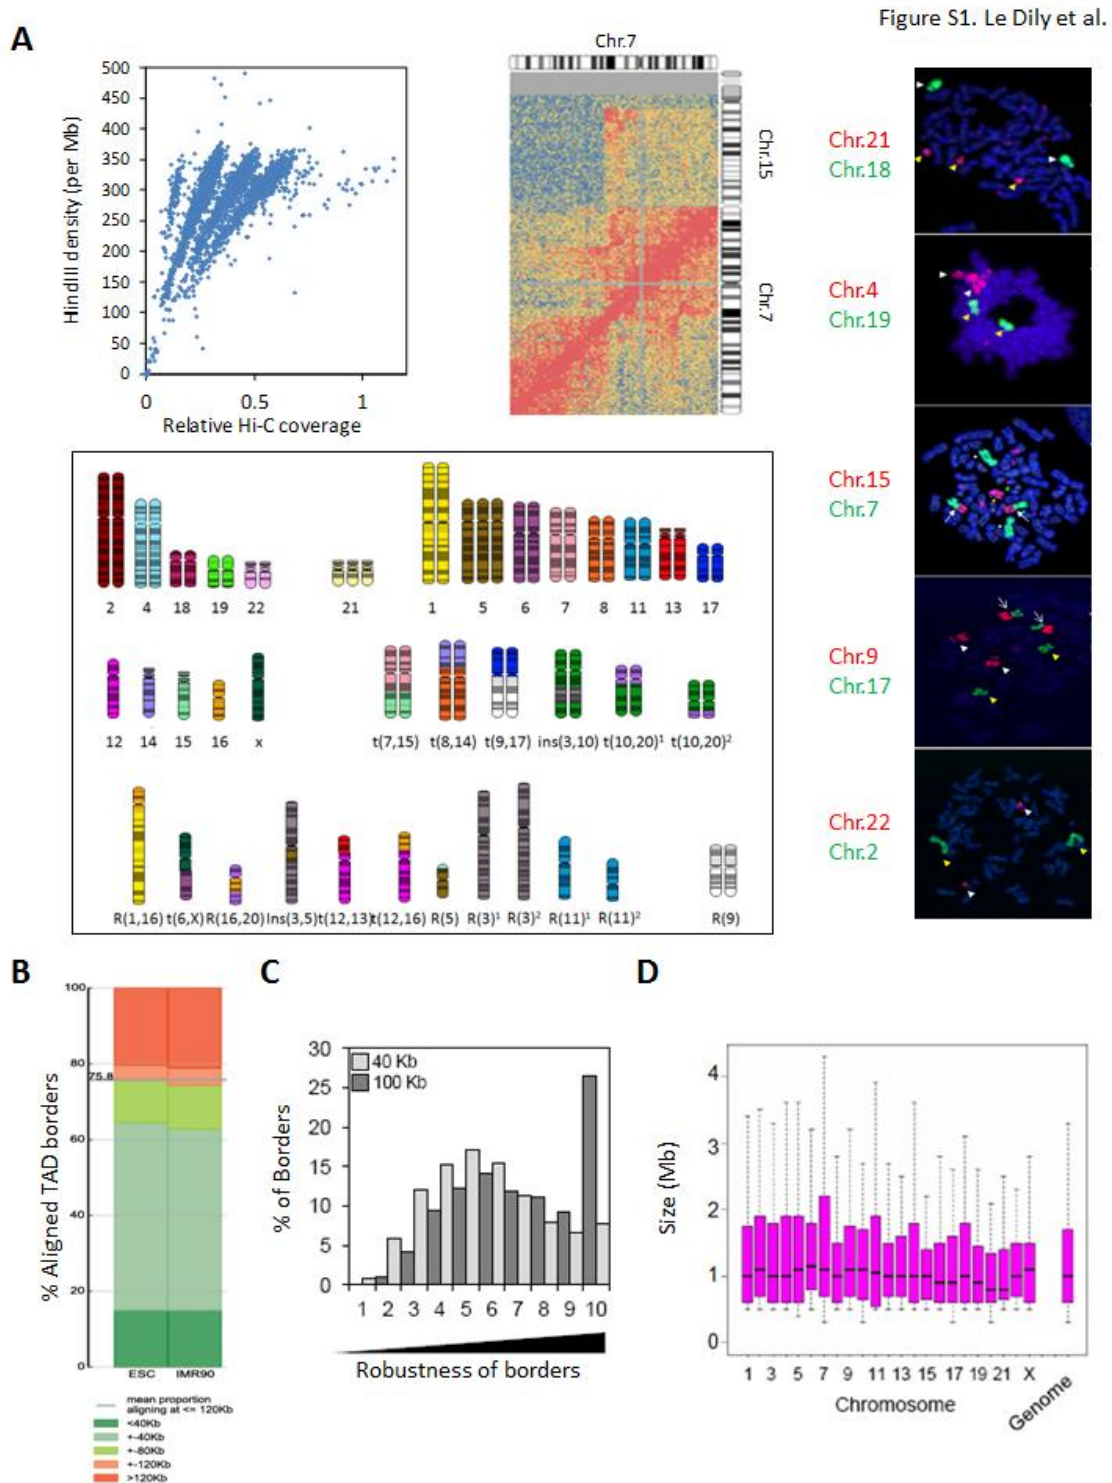 Figure S1. Le Dily et al.
A
500
450
400
350
300
250
200
150
100
50
0
HindIII density (per Mb)
0 0.5 1
Relative Hi-C coverage
Chr.7
Chr.15
Chr.7
Chr.21
Chr.18
Chr.4
Chr.19
Chr.15
Chr.7
Chr.9
Chr.17
Chr.22
Chr.2
2 4 18 19 22 21 1 5 6 7 8 11 13 17
12 14 15 16 x t(7,15) t(8,14) t(9,17) ins(3,10) t(10,20)¹ t(10,20)²
R(1,16) t(6,X) R(16,20) Ins(3,5) t(12,13) t(12,16) R(5) R(3)¹ R(3)² R(11)¹ R(11)² R(9)
B
100
80
75.8
60
40
20
0
% Aligned TAD borders
ESC IMR90
mean proportion
aligning at <= 120Kb
<40Kb
+-40Kb
+-80Kb
+-120Kb
>120Kb
C
30
25
20
15
10
5
0
% of Borders
40 Kb
100 Kb
1 2 3 4 5 6 7 8 9 10
Robustness of borders
D
4
3
2
1
0
Size (Mb)
1 3 5 7 9 11 13 15 17 19 21 X
Genome
Chromosome